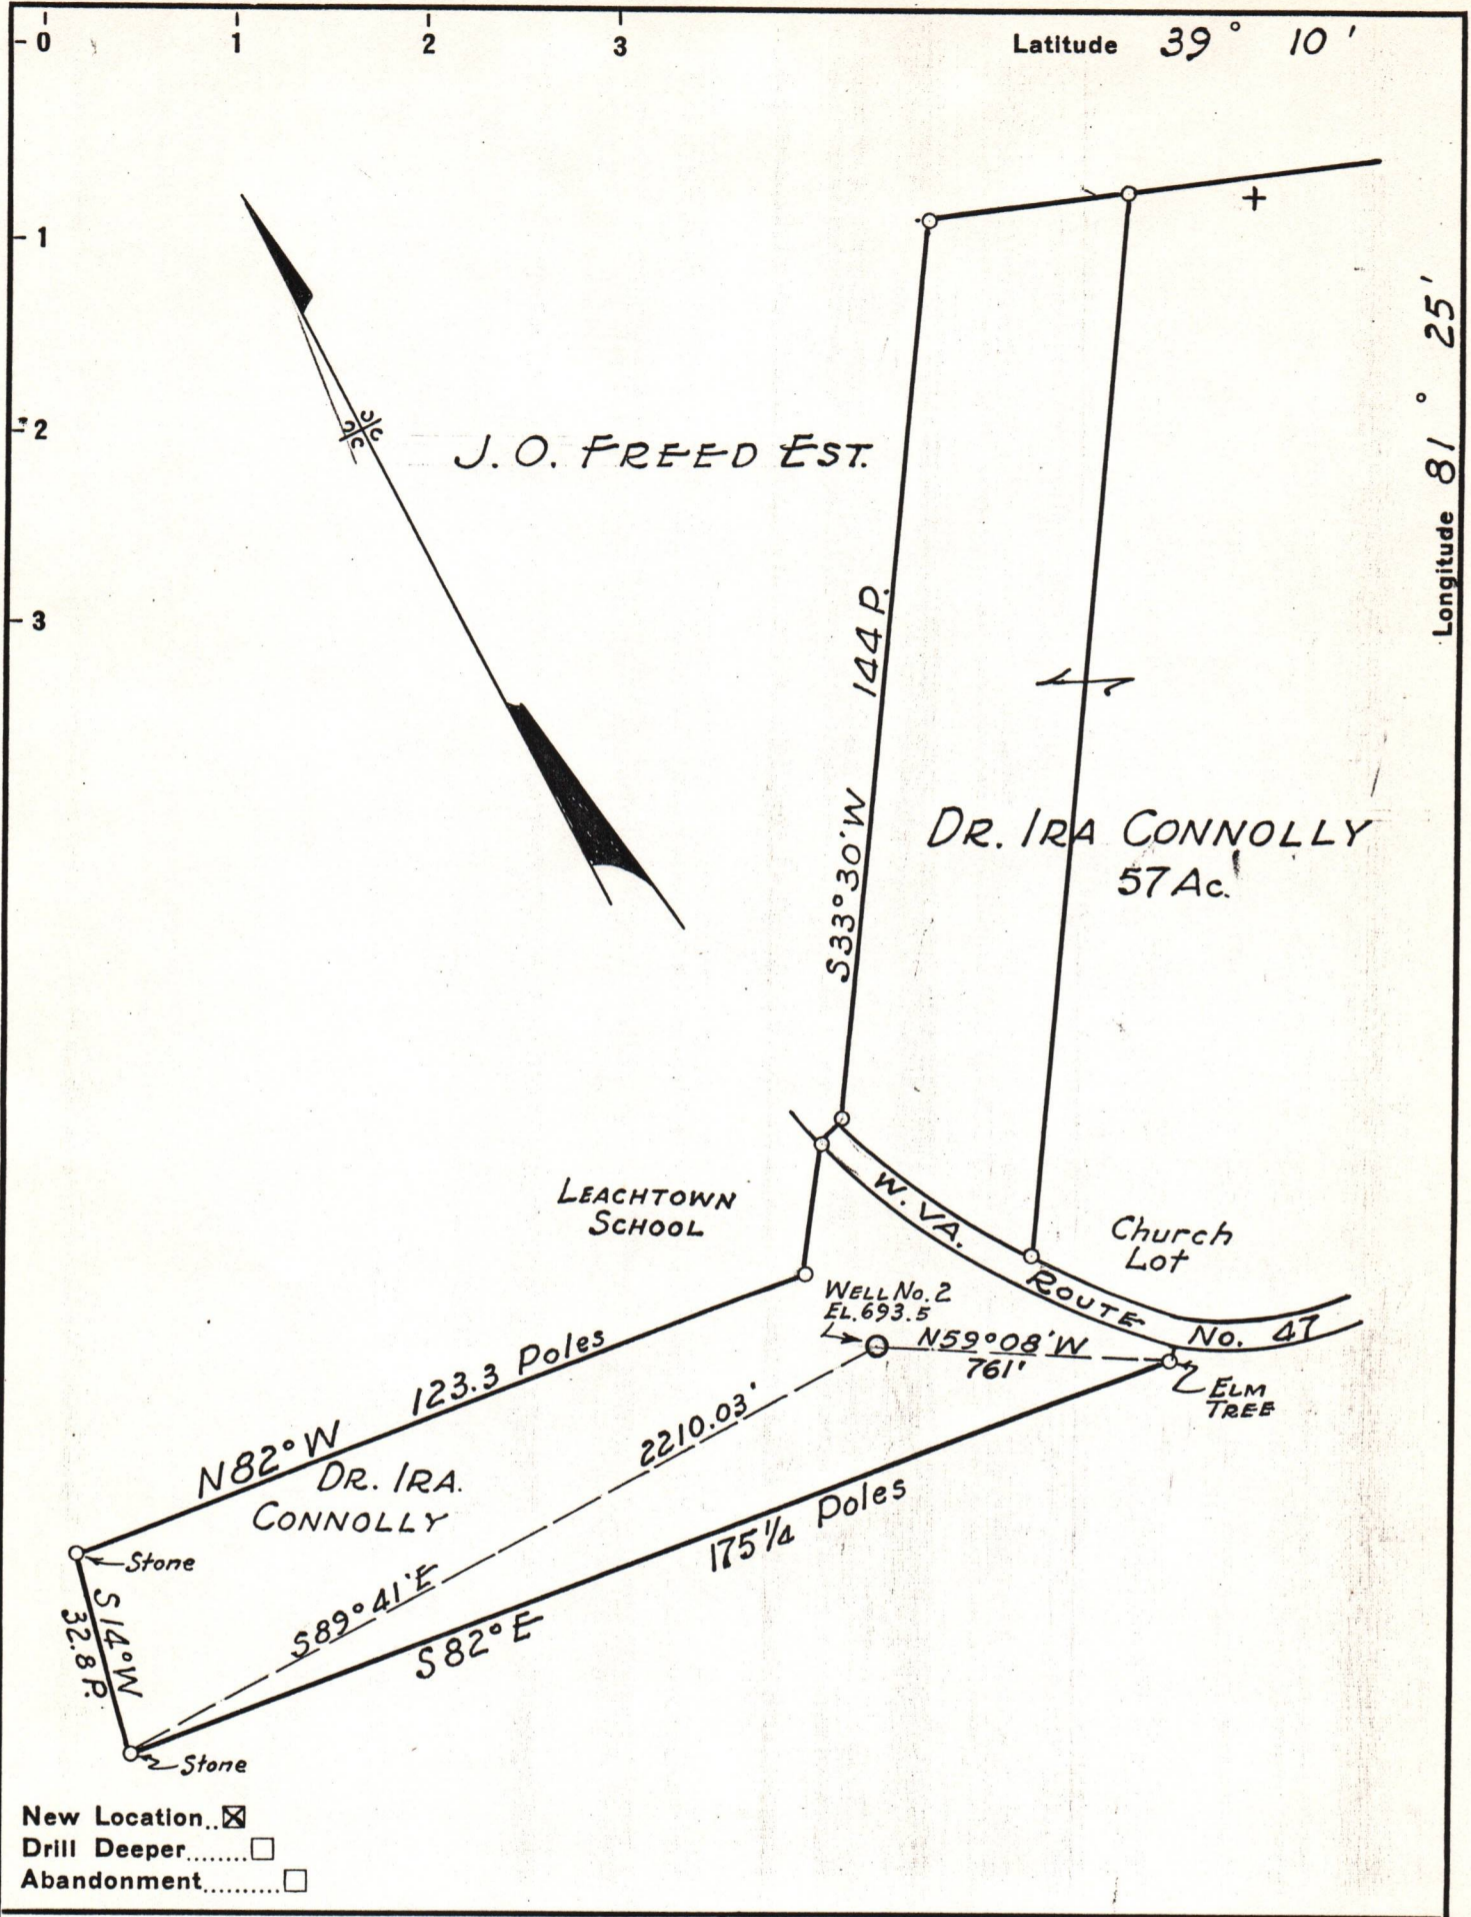 0 1 2 3 Latitude 39° 10'
1
2
3
Longitude 81° 25'
J.O. FREED EST.
144 P.
S33°30'W
DR. IRA CONNOLLY
57 Ac.
LEACHTOWN
SCHOOL
W. VA. ROUTE No. 47
Church
Lot
WELL No. 2
EL. 693.5
N59°08'W
761'
ELM
TREE
N82°W 123.3 Poles
2210.03'
DR. IRA.
CONNOLLY
175 1/4 Poles
Stone
S89°41'E
S82°E
S14°W
32.8 P.
Stone
New Location..☒
Drill Deeper........☐
Abandonment..........☐